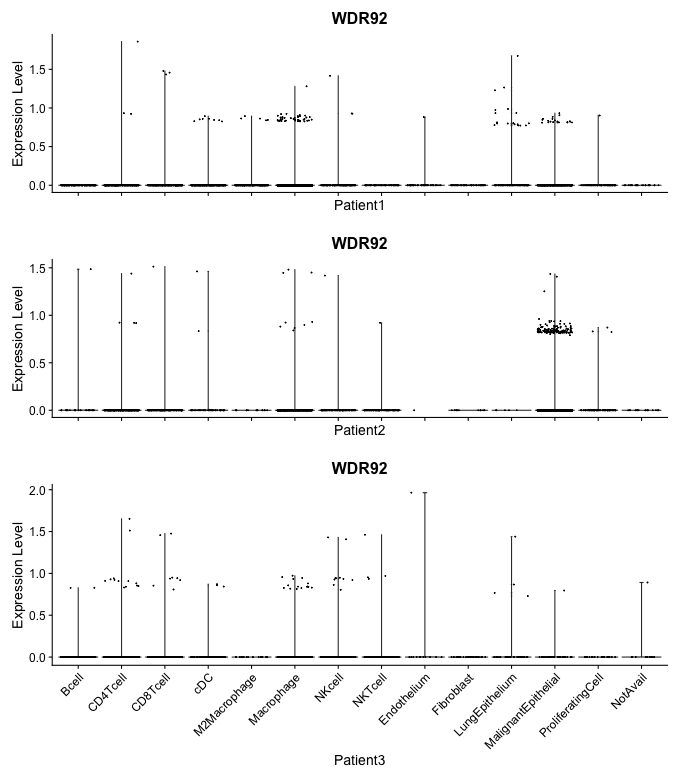 WDR92
Expression Level
1.5
1.0
0.5
0.0
Patient1
WDR92
Expression Level
1.5
1.0
0.5
0.0
Patient2
WDR92
Expression Level
2.0
1.5
1.0
0.5
0.0
Bcell
CD4Tcell
CD8Tcell
cDC
M2Macrophage
Macrophage
NKcell
NKTcell
Endothelium
Fibroblast
LungEpithelium
MalignantEpithelial
ProliferatingCell
NotAvail
Patient3